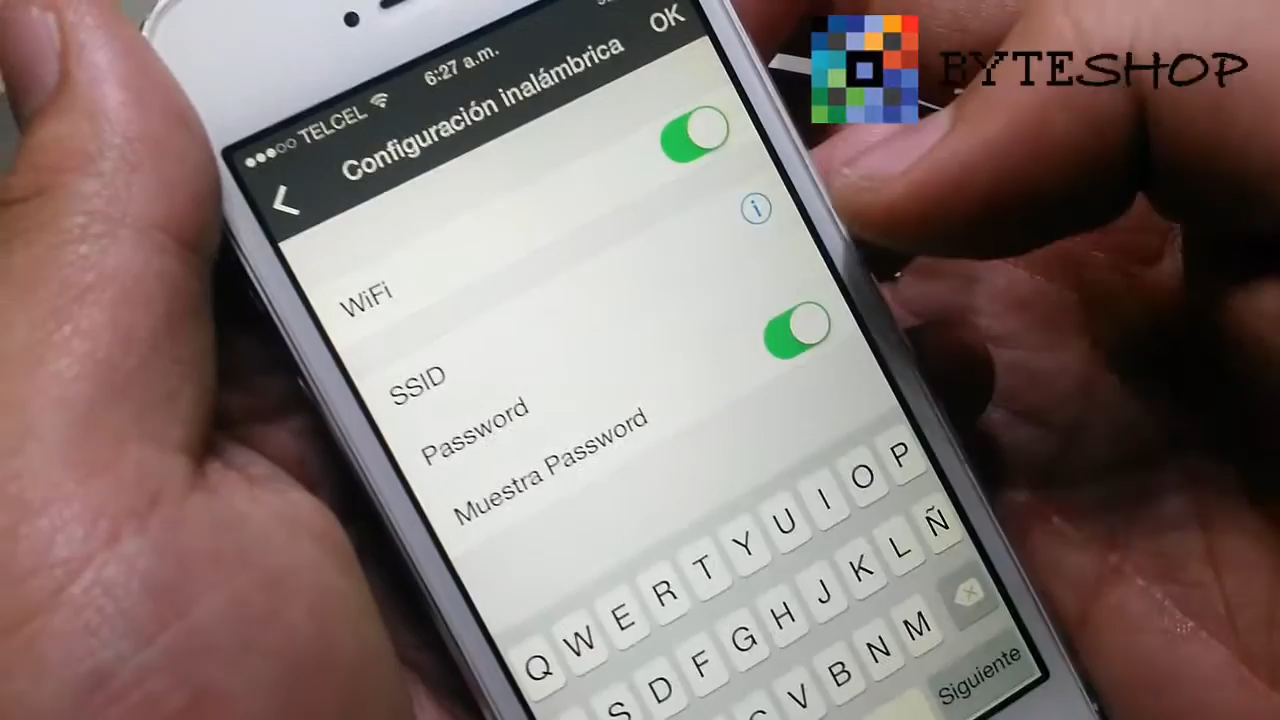 BYTESHOP
TELCEL
6:27 a.m.
Configuración inalámbrica
OK
WiFi
SSID
Password
Muestra Password
Q W E R T Y U I O P
S D F G H J K L Ñ
V B N M
Siguiente